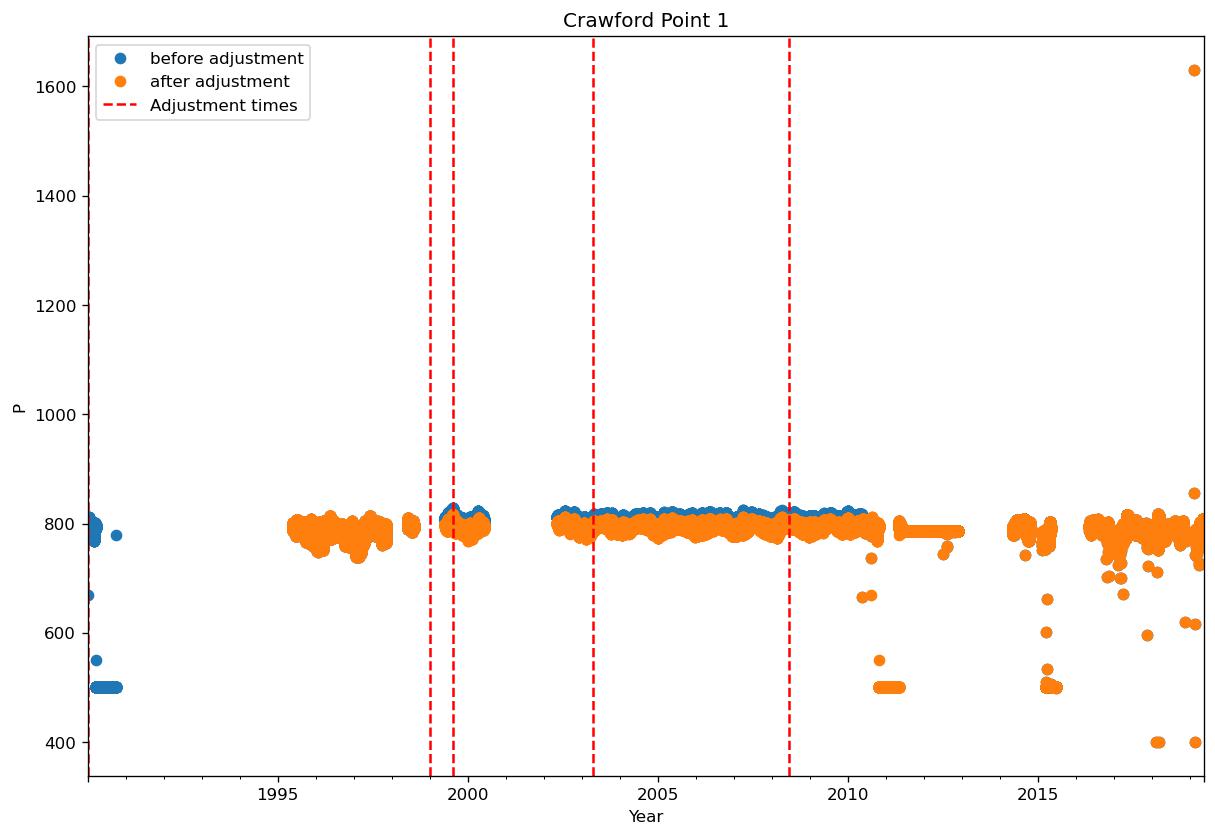 Crawford Point 1
before adjustment
after adjustment
Adjustment times
1600
1400
1200
1000
800
600
400
P
1995 2000 2005 2010 2015
Year